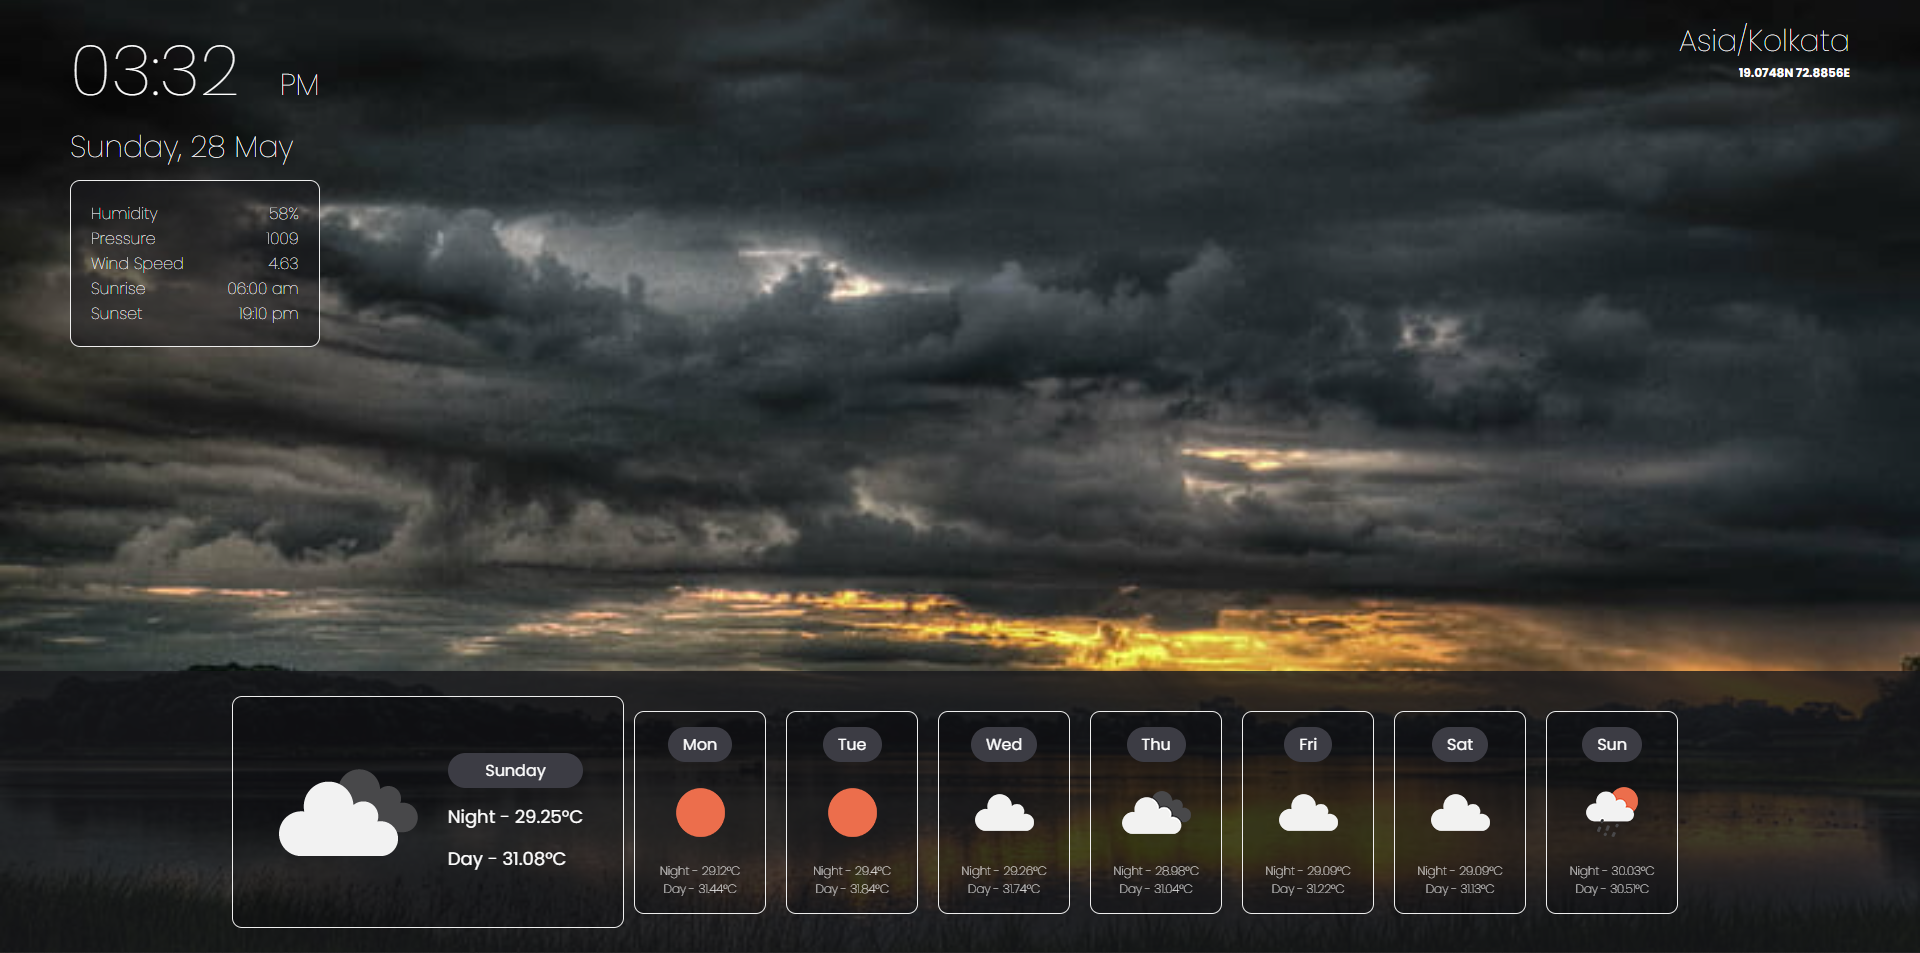 03:32 PM
Asia/Kolkata
19.0748N 72.8856E
Sunday, 28 May
Humidity 58%
Pressure 1009
Wind Speed 4.63
Sunrise 06:00 am
Sunset 19:10 pm
Sunday
Night - 29.25°C
Day - 31.08°C
Mon
Night - 29.12°C
Day - 31.44°C
Tue
Night - 29.4°C
Day - 31.84°C
Wed
Night - 29.26°C
Day - 31.74°C
Thu
Night - 28.98°C
Day - 31.04°C
Fri
Night - 29.09°C
Day - 31.22°C
Sat
Night - 29.09°C
Day - 31.13°C
Sun
Night - 30.03°C
Day - 30.51°C